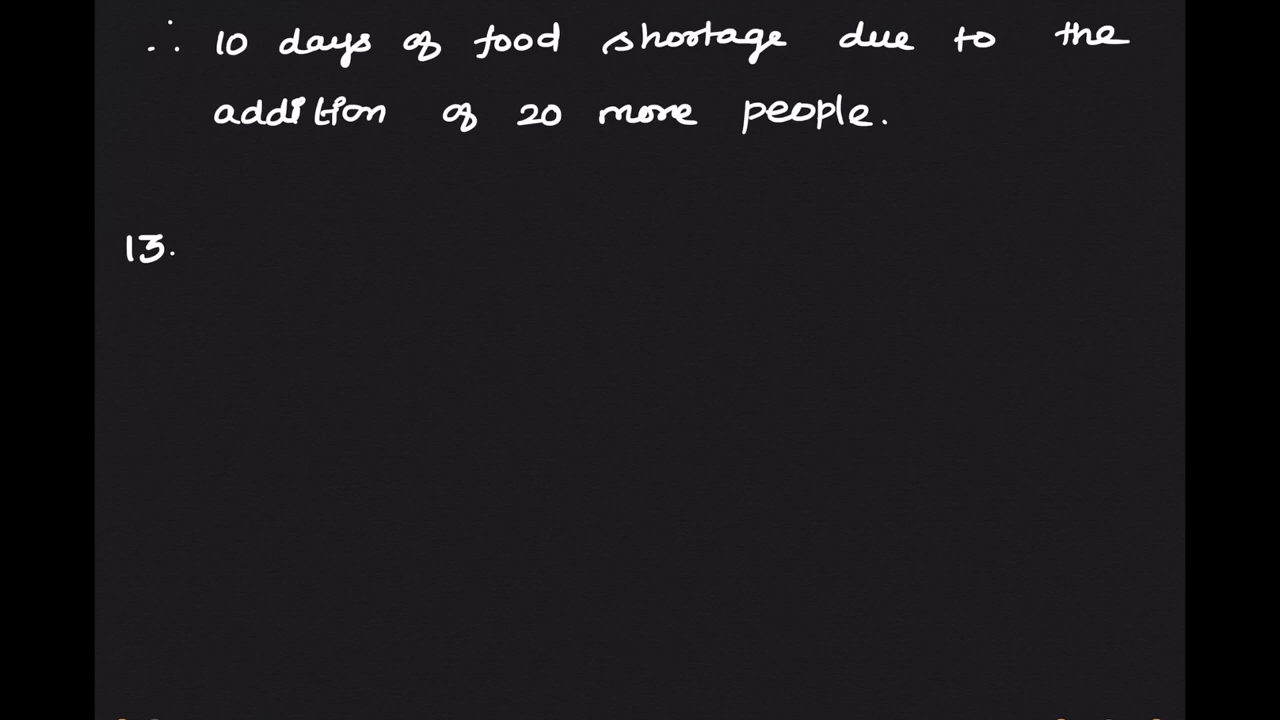 ∴ 10 days of food shortage due to the
addition of 20 more people.
13.